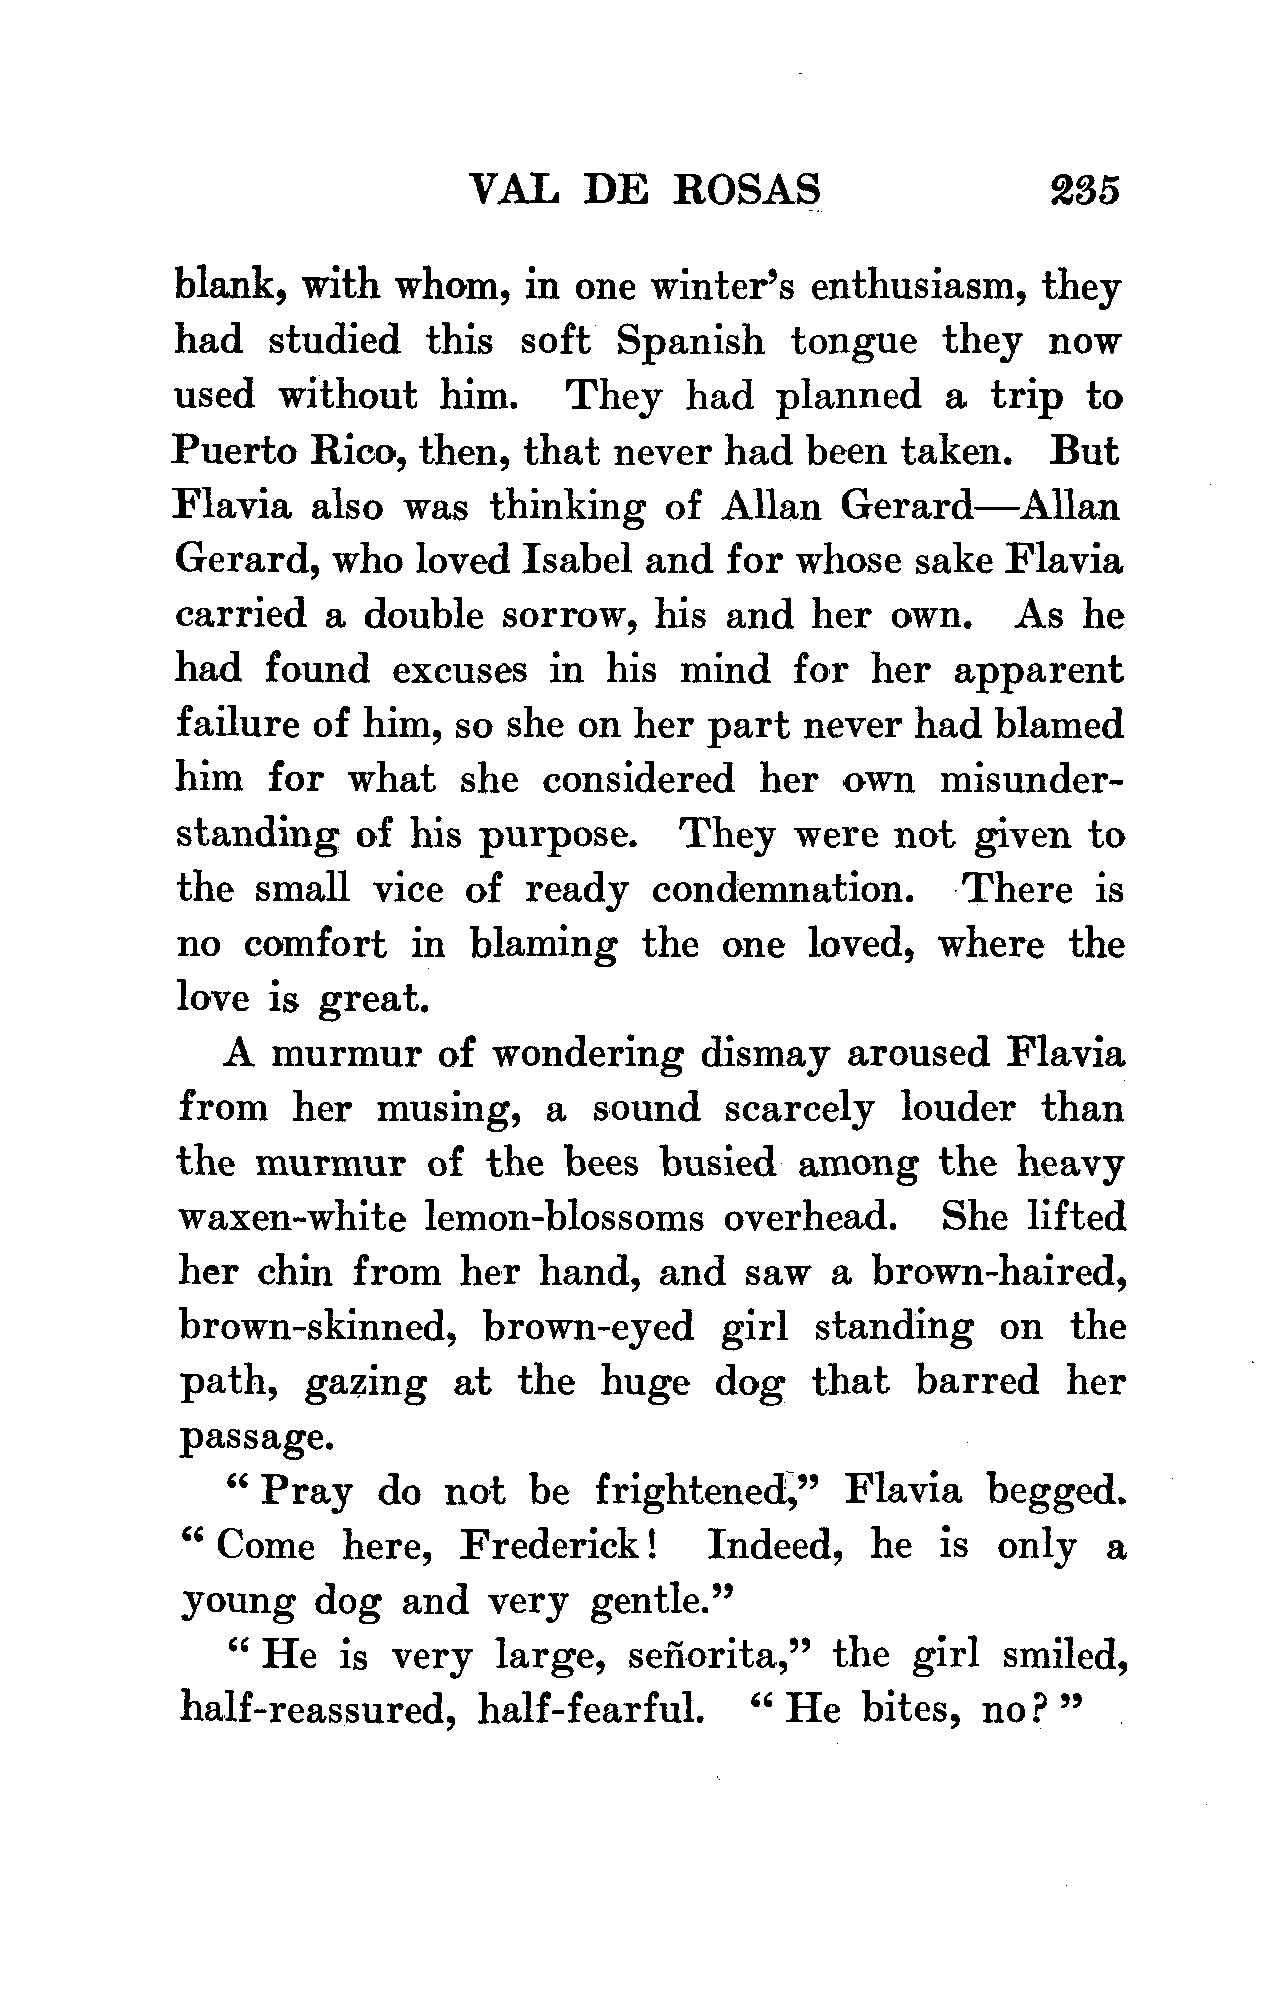 VAL DE ROSAS 235
blank, with whom, in one winter's enthusiasm, they
had studied this soft Spanish tongue they now
used without him. They had planned a trip to
Puerto Rico, then, that never had been taken. But
Flavia also was thinking of Allan Gerard—Allan
Gerard, who loved Isabel and for whose sake Flavia
carried a double sorrow, his and her own. As he
had found excuses in his mind for her apparent
failure of him, so she on her part never had blamed
him for what she considered her own misunder-
standing of his purpose. They were not given to
the small vice of ready condemnation. There is
no comfort in blaming the one loved, where the
love is great.
A murmur of wondering dismay aroused Flavia
from her musing, a sound scarcely louder than
the murmur of the bees busied among the heavy
waxen-white lemon-blossoms overhead. She lifted
her chin from her hand, and saw a brown-haired,
brown-skinned, brown-eyed girl standing on the
path, gazing at the huge dog that barred her
passage.
" Pray do not be frightened," Flavia begged.
" Come here, Frederick! Indeed, he is only a
young dog and very gentle."
" He is very large, señorita," the girl smiled,
half-reassured, half-fearful. " He bites, no? "